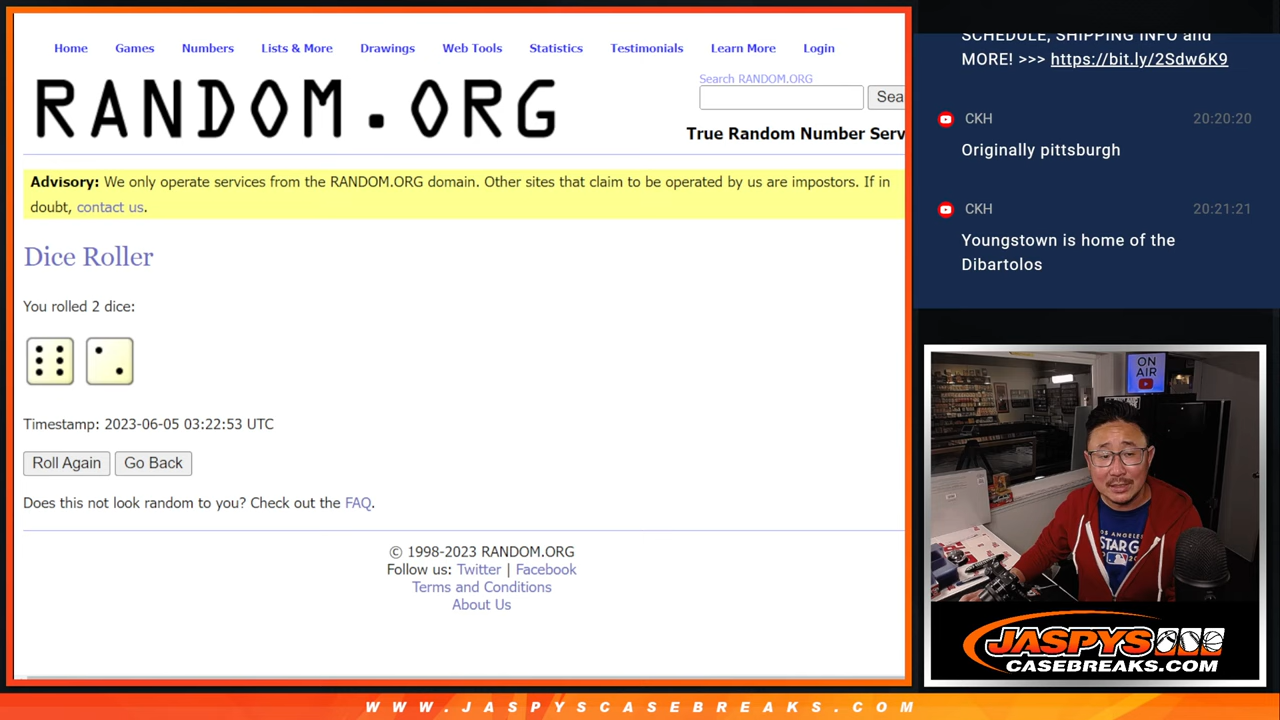 Home Games Numbers Lists & More Drawings Web Tools Statistics Testimonials Learn More Login
RANDOM.ORG
Search RANDOM.ORG
Sea
True Random Number Serv
Advisory: We only operate services from the RANDOM.ORG domain. Other sites that claim to be operated by us are impostors. If in
doubt, contact us.
Dice Roller
You rolled 2 dice:
Timestamp: 2023-06-05 03:22:53 UTC
Roll Again Go Back
Does this not look random to you? Check out the FAQ.
© 1998-2023 RANDOM.ORG
Follow us: Twitter | Facebook
Terms and Conditions
About Us
SCHEDULE, SHIPPING INFO and
MORE! >>> https://bit.ly/2Sdw6K9
CKH 20:20:20
Originally pittsburgh
CKH 20:21:21
Youngstown is home of the
Dibartolos
ON
AIR
JASPYS
CASEBREAKS.COM
WWW.JASPYSCASEBREAKS.COM